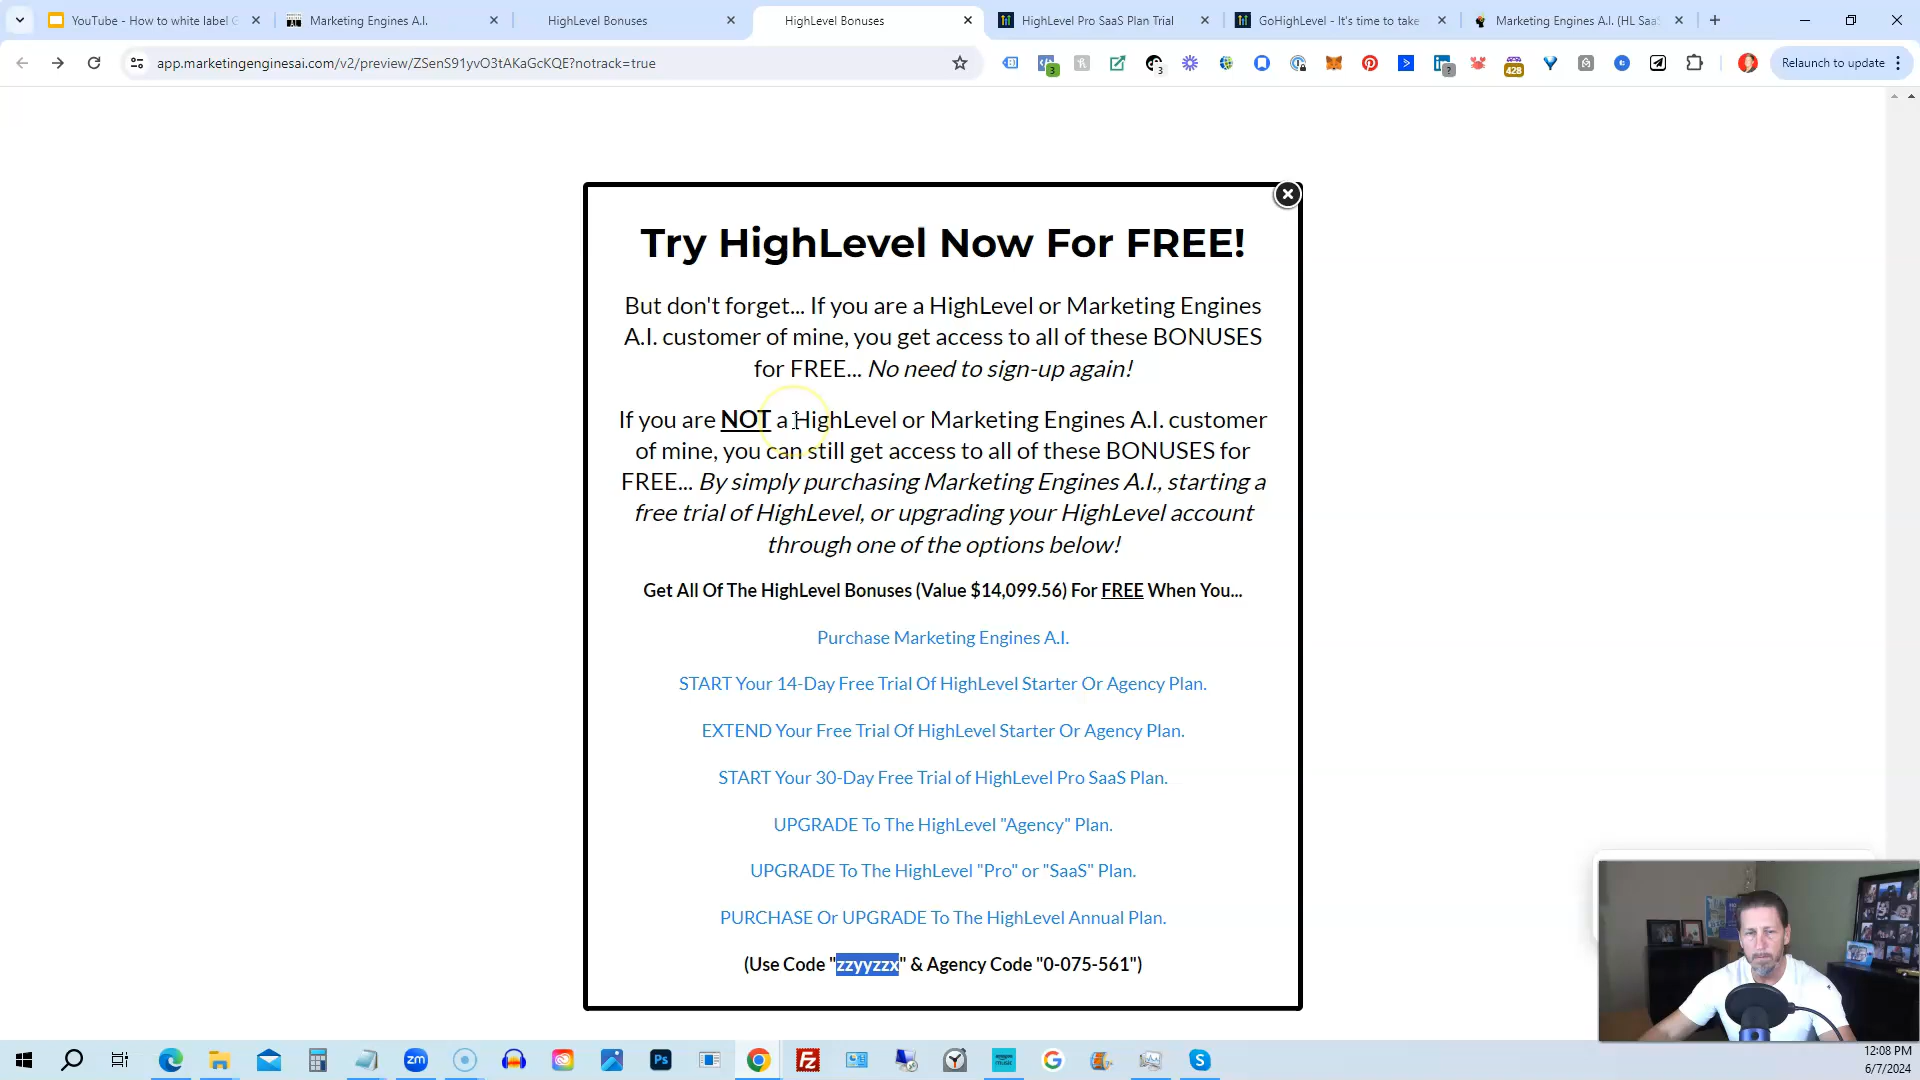 YouTube - How to white label G
Marketing Engines A.I.
HighLevel Bonuses
HighLevel Bonuses
HighLevel Pro SaaS Plan Trial
GoHighLevel - It's time to take
Marketing Engines A.I. (HL SaaS
app.marketingenginesai.com/v2/preview/ZSenS91yvO3tAKaGcKQE?notrack=true
3
3
428
?
Relaunch to update
Try HighLevel Now For FREE!
But don't forget... If you are a HighLevel or Marketing Engines
A.I. customer of mine, you get access to all of these BONUSES
for FREE... No need to sign-up again!
If you are NOT a HighLevel or Marketing Engines A.I. customer
of mine, you can still get access to all of these BONUSES for
FREE... By simply purchasing Marketing Engines A.I., starting a
free trial of HighLevel, or upgrading your HighLevel account
through one of the options below!
Get All Of The HighLevel Bonuses (Value $14,099.56) For FREE When You...
Purchase Marketing Engines A.I.
START Your 14-Day Free Trial Of HighLevel Starter Or Agency Plan.
EXTEND Your Free Trial Of HighLevel Starter Or Agency Plan.
START Your 30-Day Free Trial of HighLevel Pro SaaS Plan.
UPGRADE To The HighLevel "Agency" Plan.
UPGRADE To The HighLevel "Pro" or "SaaS" Plan.
PURCHASE Or UPGRADE To The HighLevel Annual Plan.
(Use Code "zzyyzzx" & Agency Code "0-075-561")
zm
Ps
Fz
12:08 PM
6/7/2024